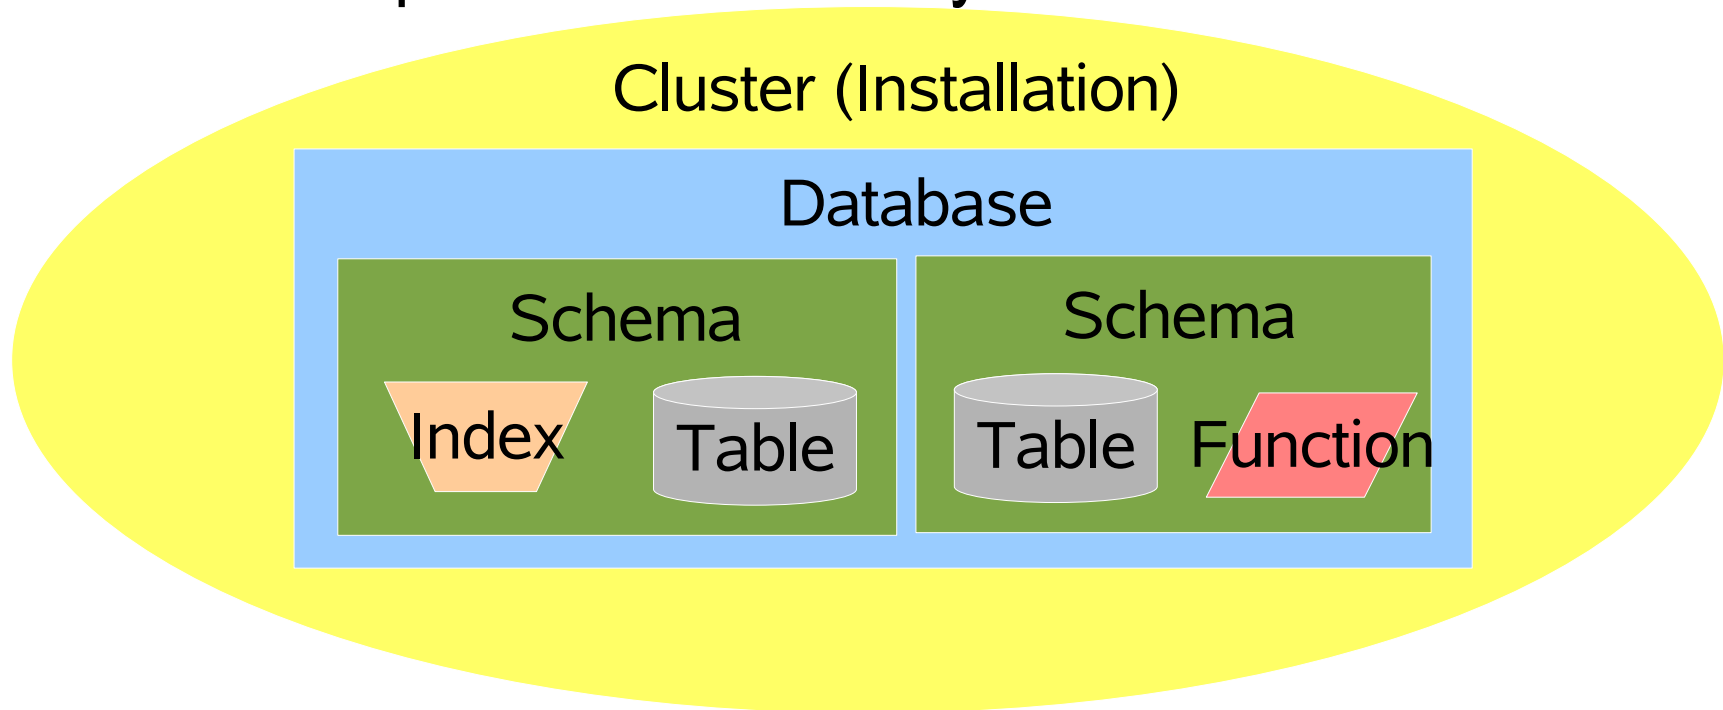 Cluster (Installation)
Database
Schema
Schema
Index
Table
Table
Function